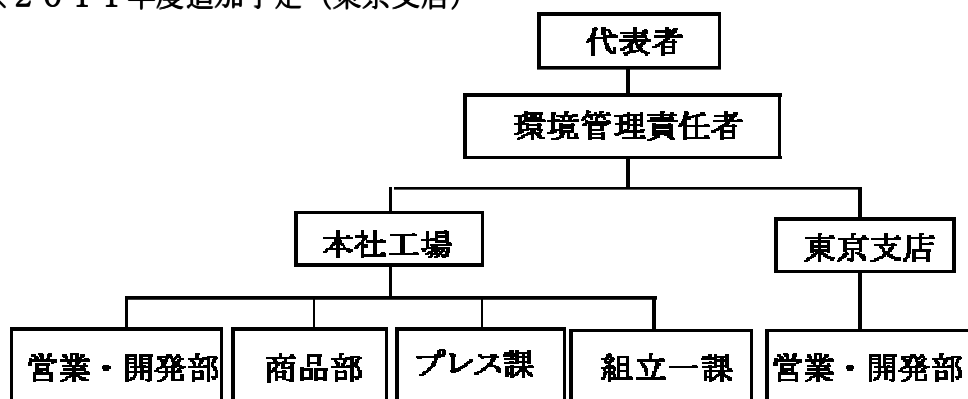 ２０１１年度追加予定（東京支店）
代表者
環境管理責任者
本社工場
東京支店
営業・開発部
商品部
プレス課
組立一課
営業・開発部